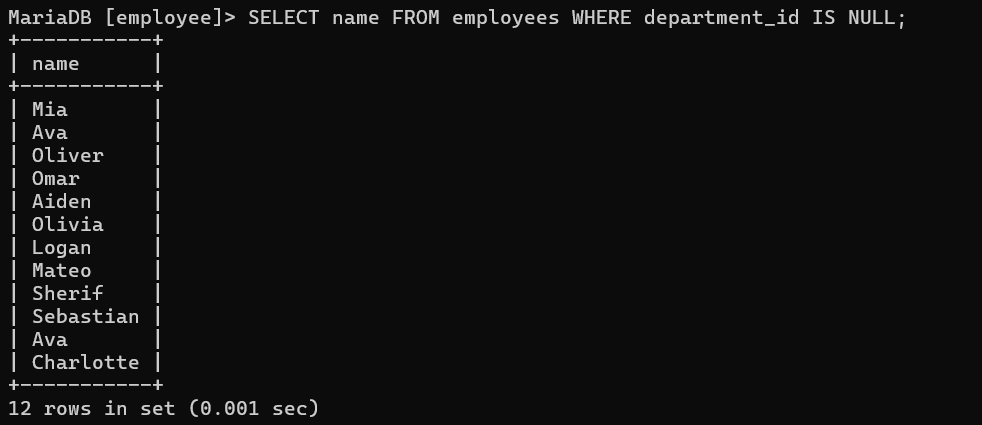 MariaDB [employee]> SELECT name FROM employees WHERE department_id IS NULL;
+-----------+
| name      |
+-----------+
| Mia       |
| Ava       |
| Oliver    |
| Omar      |
| Aiden     |
| Olivia    |
| Logan     |
| Mateo     |
| Sherif    |
| Sebastian |
| Ava       |
| Charlotte |
+-----------+
12 rows in set (0.001 sec)